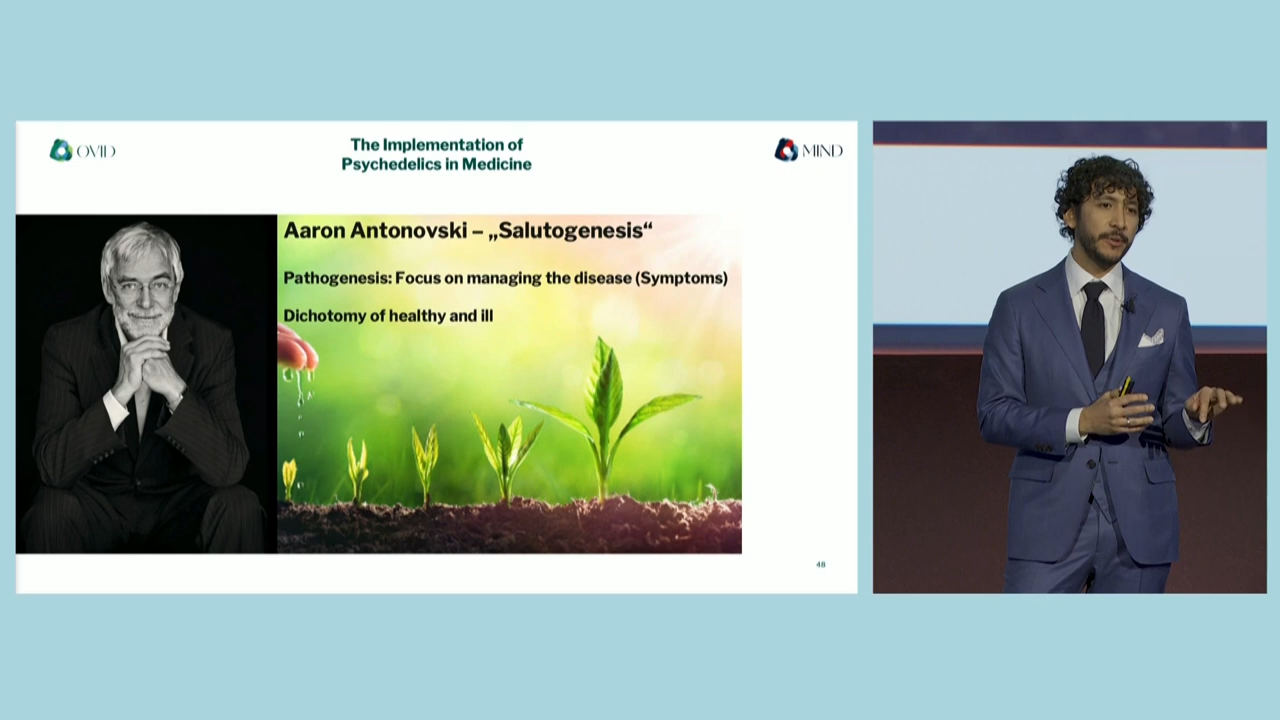 OVID
The Implementation of
Psychedelics in Medicine
MIND
Aaron Antonovski – „Salutogenesis“
Pathogenesis: Focus on managing the disease (Symptoms)
Dichotomy of healthy and ill
48